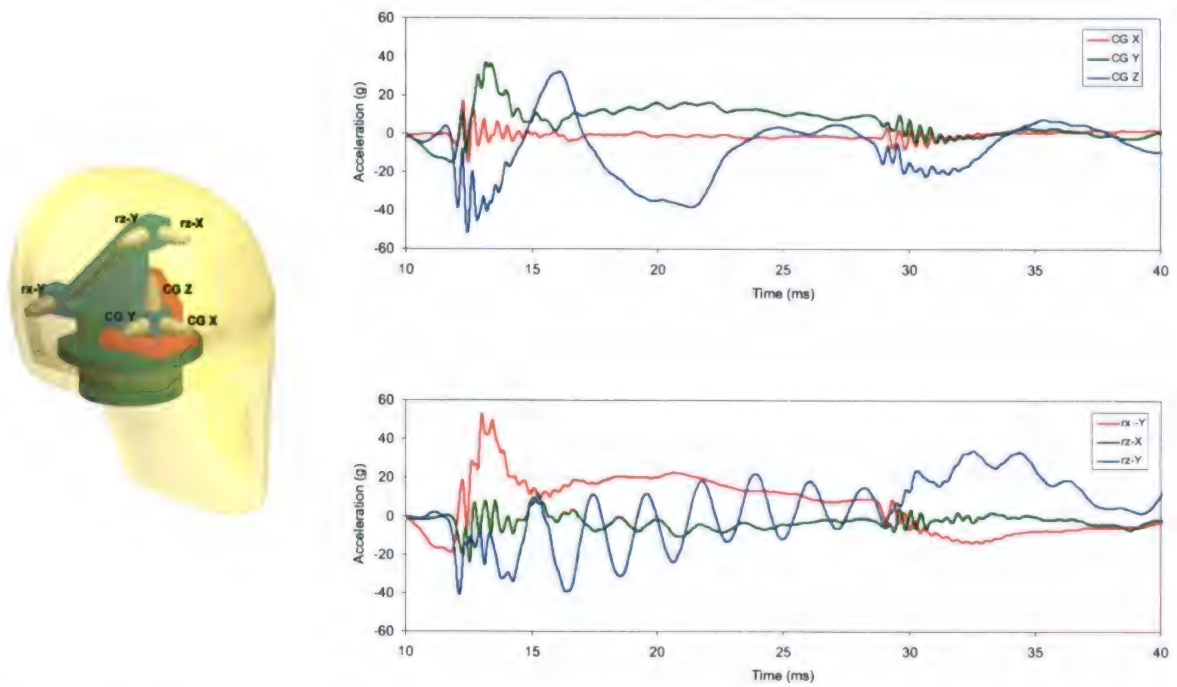 rz-Y
rz-X
rx-Y
CG Z
CG Y
CG X
60
40
20
0
-20
-40
-60
Acceleration (g)
CG X
CG Y
CG Z
10
15
20
25
30
35
40
Time (ms)
60
40
20
0
-20
-40
-60
Acceleration (g)
rx -Y
rz-X
rz-Y
10
15
20
25
30
35
40
Time (ms)